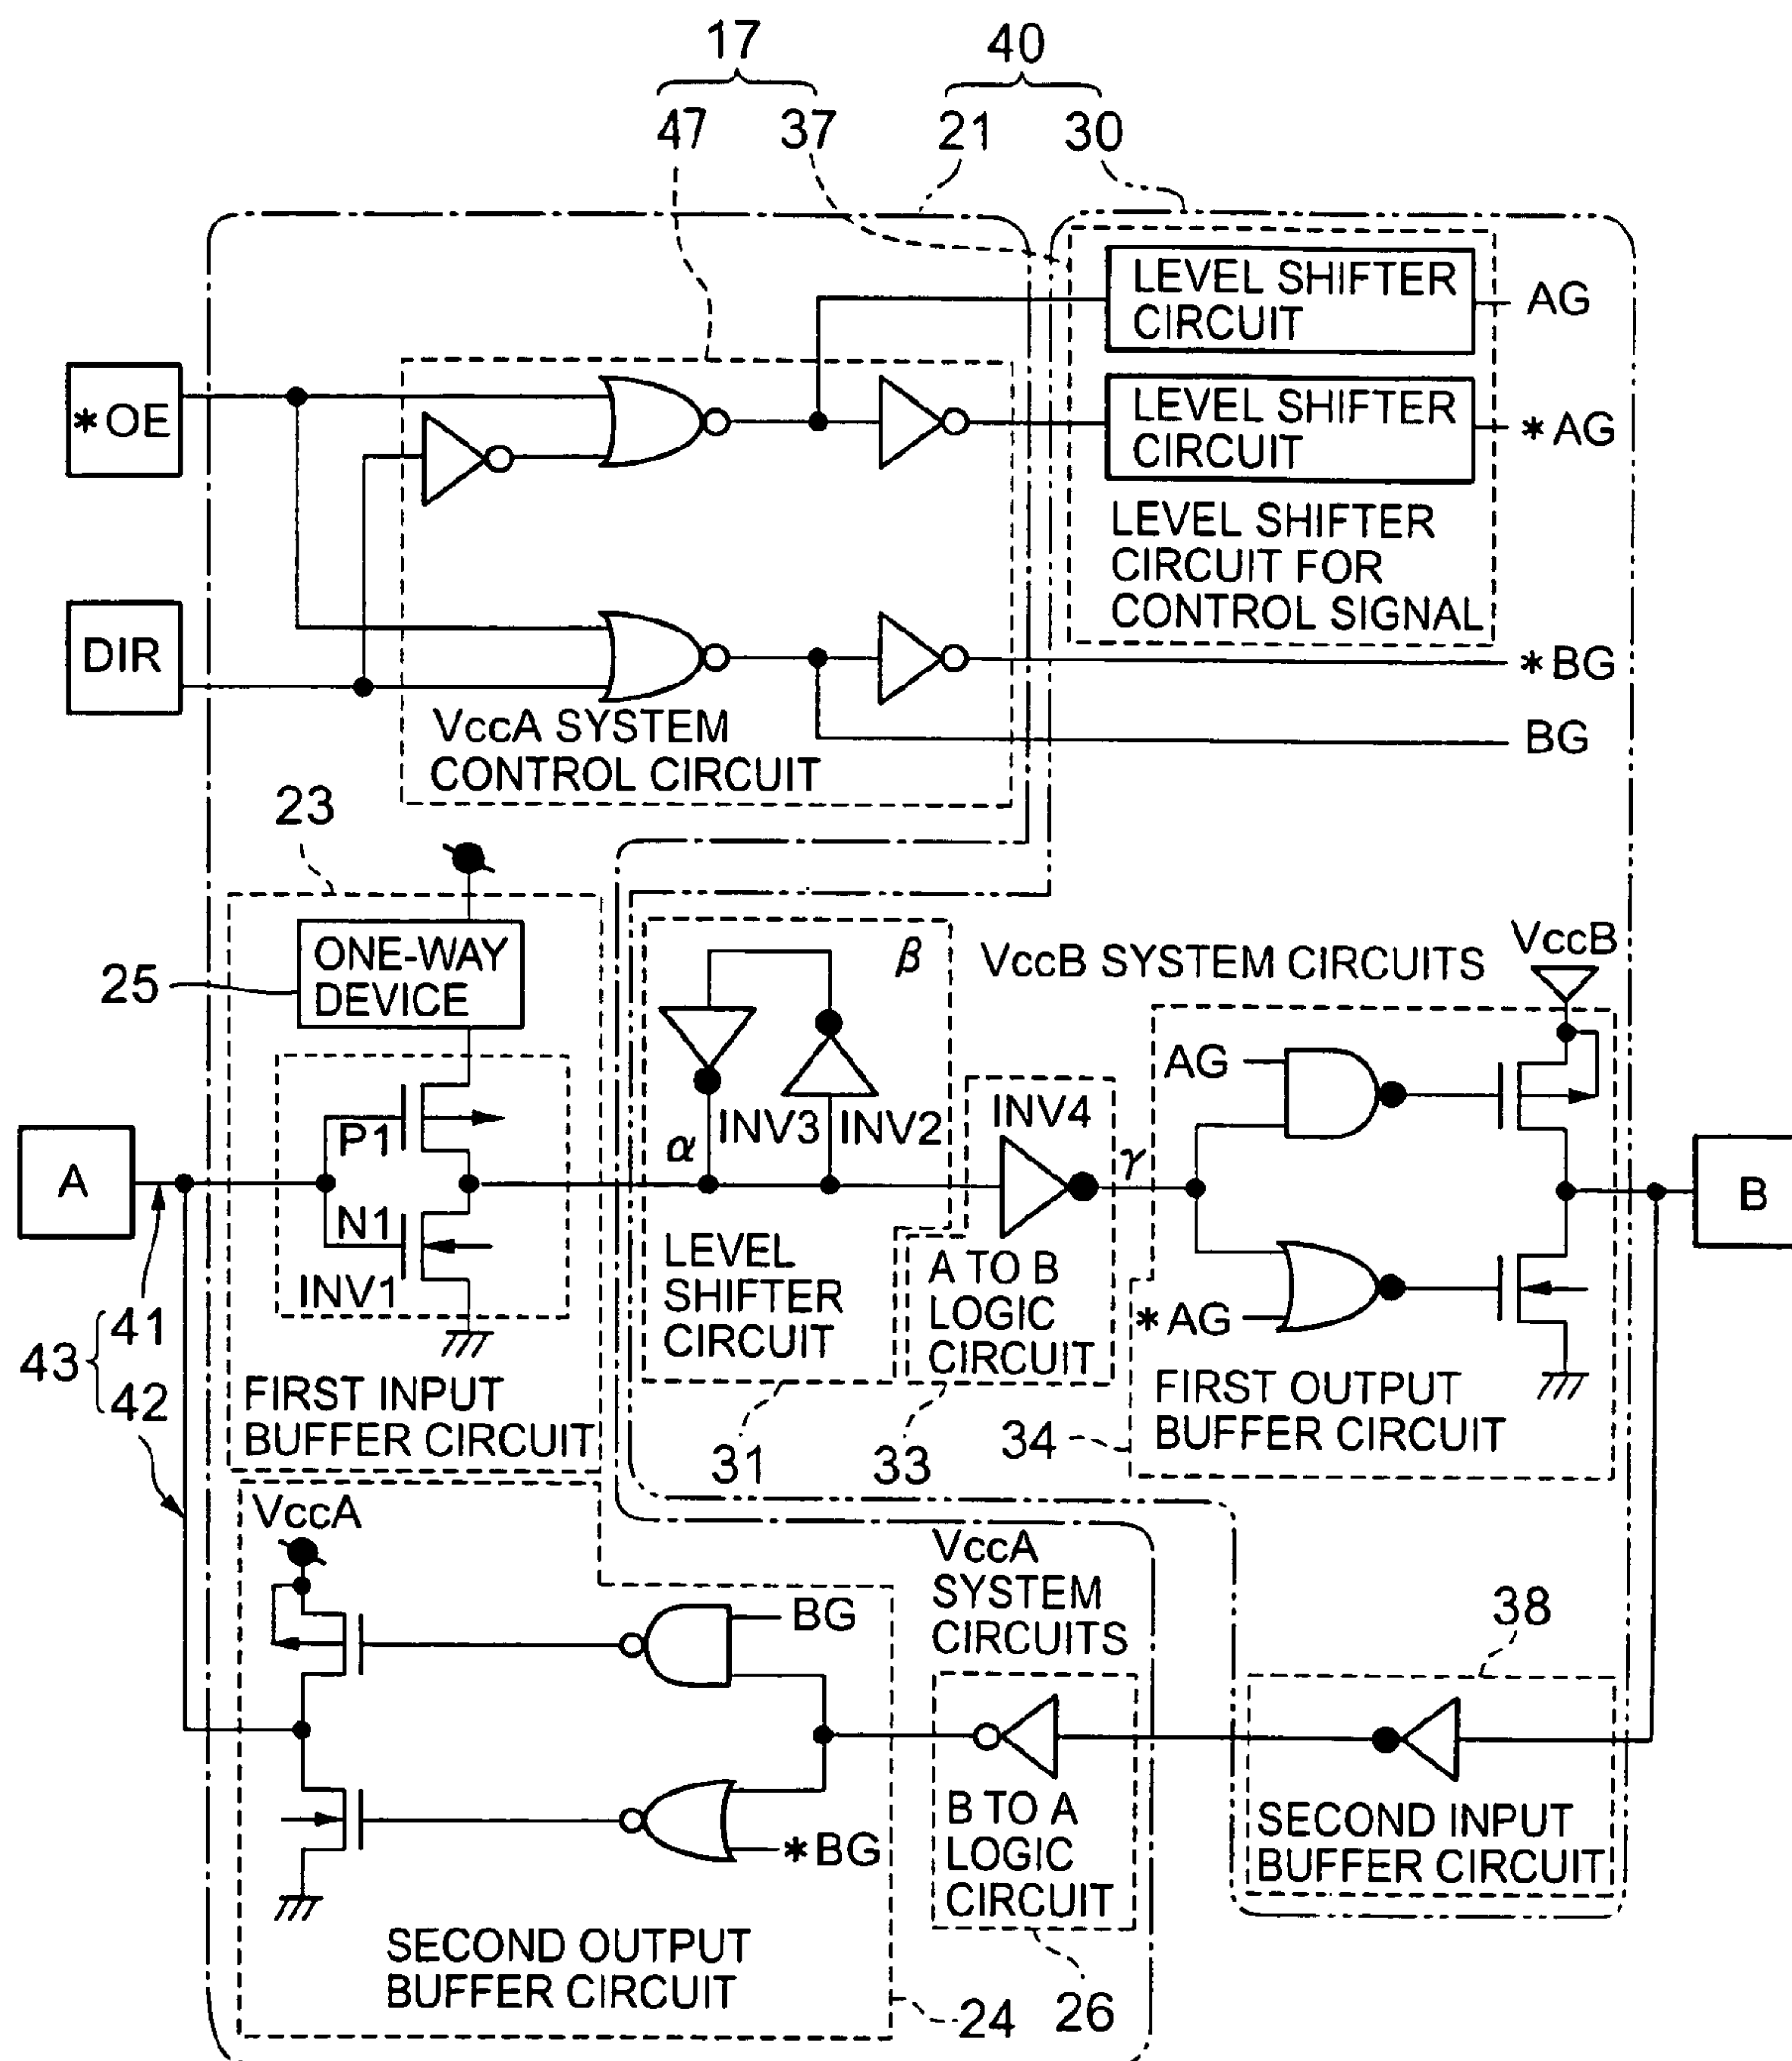 17
40
47
37
21
30
LEVEL SHIFTER
CIRCUIT
AG
*OE
LEVEL SHIFTER
CIRCUIT
*AG
LEVEL SHIFTER
CIRCUIT FOR
CONTROL SIGNAL
DIR
*BG
BG
VccA SYSTEM
CONTROL CIRCUIT
23
ONE-WAY
DEVICE
25
β
VccB SYSTEM CIRCUITS
VccB
AG
P1
INV3
INV2
INV4
α
γ
A
B
N1
INV1
LEVEL
SHIFTER
CIRCUIT
A TO B
LOGIC
CIRCUIT
*AG
43
41
42
FIRST INPUT
BUFFER CIRCUIT
FIRST OUTPUT
BUFFER CIRCUIT
31
33
34
VccA
VccA
SYSTEM
CIRCUITS
BG
38
B TO A
LOGIC
CIRCUIT
SECOND INPUT
BUFFER CIRCUIT
*BG
SECOND OUTPUT
BUFFER CIRCUIT
24
26